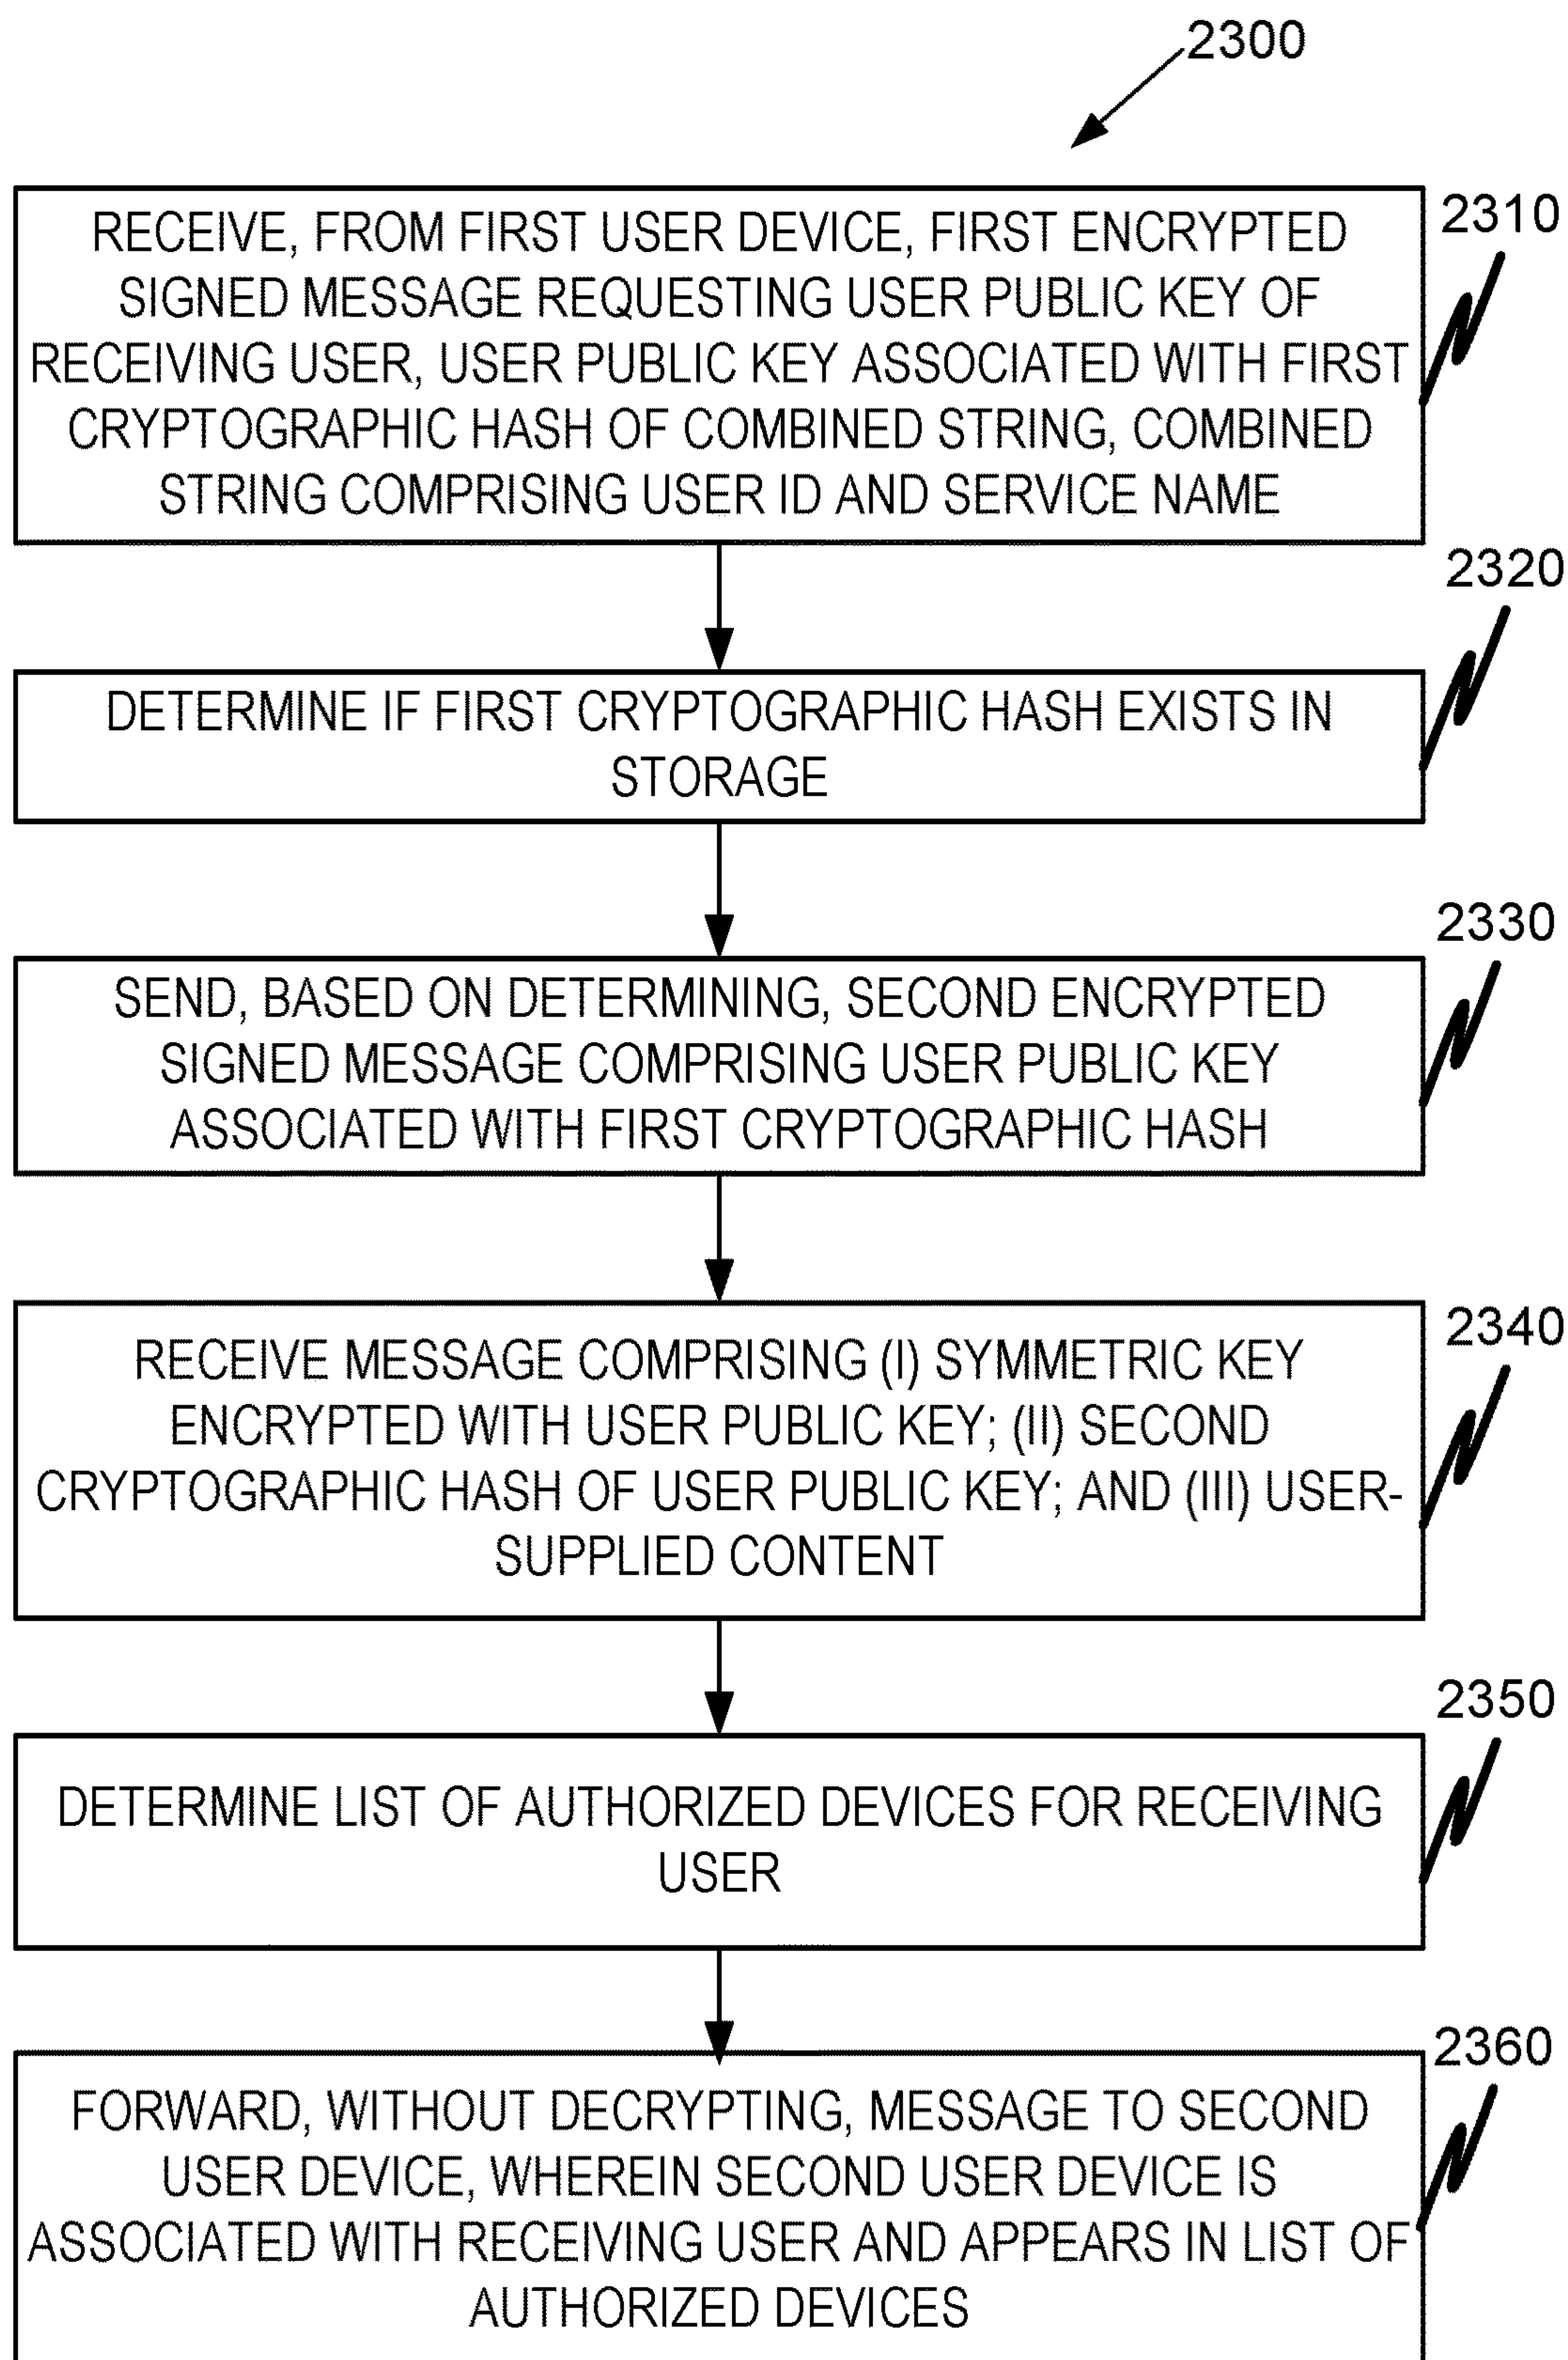 2300
RECEIVE, FROM FIRST USER DEVICE, FIRST ENCRYPTED
SIGNED MESSAGE REQUESTING USER PUBLIC KEY OF
RECEIVING USER, USER PUBLIC KEY ASSOCIATED WITH FIRST
CRYPTOGRAPHIC HASH OF COMBINED STRING, COMBINED
STRING COMPRISING USER ID AND SERVICE NAME
2310
DETERMINE IF FIRST CRYPTOGRAPHIC HASH EXISTS IN
STORAGE
2320
SEND, BASED ON DETERMINING, SECOND ENCRYPTED
SIGNED MESSAGE COMPRISING USER PUBLIC KEY
ASSOCIATED WITH FIRST CRYPTOGRAPHIC HASH
2330
RECEIVE MESSAGE COMPRISING (I) SYMMETRIC KEY
ENCRYPTED WITH USER PUBLIC KEY; (II) SECOND
CRYPTOGRAPHIC HASH OF USER PUBLIC KEY; AND (III) USER-
SUPPLIED CONTENT
2340
DETERMINE LIST OF AUTHORIZED DEVICES FOR RECEIVING
USER
2350
FORWARD, WITHOUT DECRYPTING, MESSAGE TO SECOND
USER DEVICE, WHEREIN SECOND USER DEVICE IS
ASSOCIATED WITH RECEIVING USER AND APPEARS IN LIST OF
AUTHORIZED DEVICES
2360